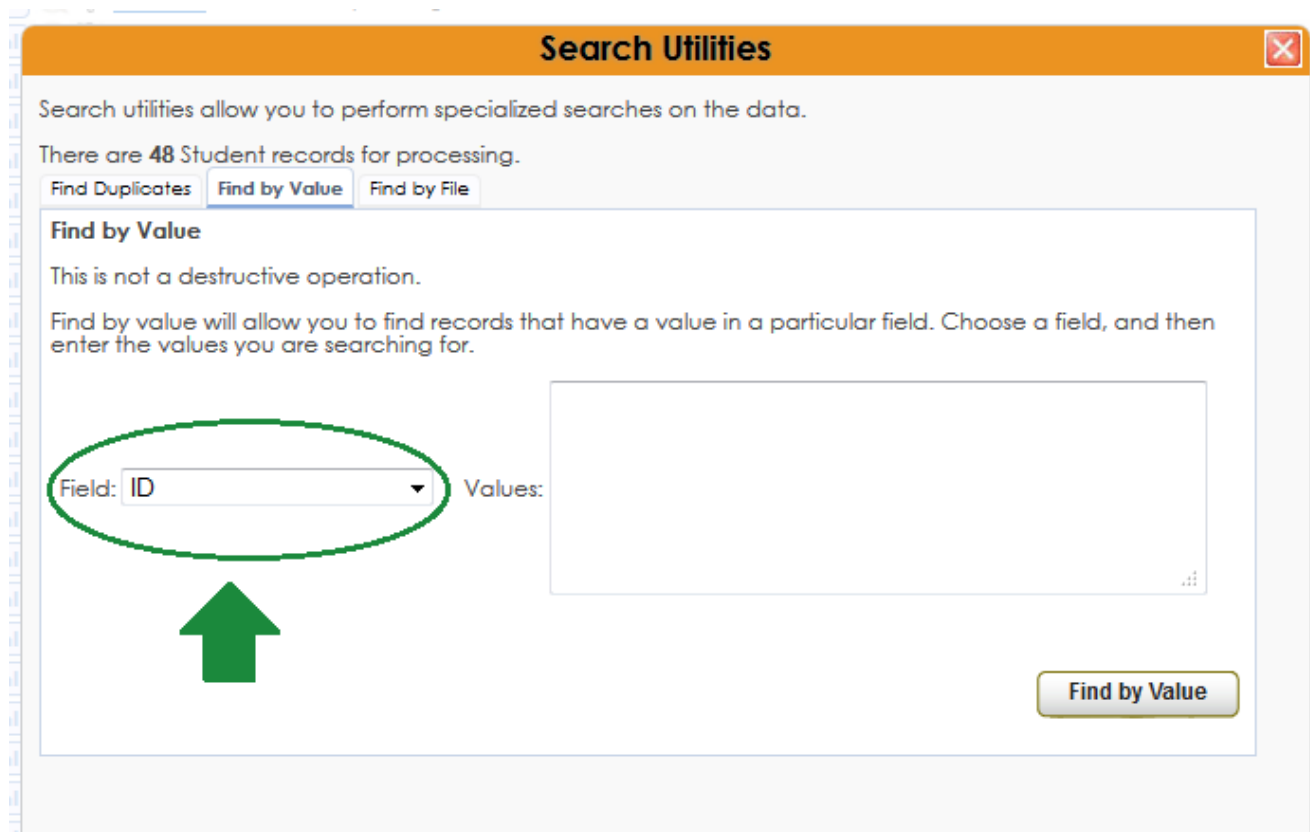 Search Utilities
Search utilities allow you to perform specialized searches on the data.
There are 48 Student records for processing.
Find Duplicates Find by Value Find by File
Find by Value
This is not a destructive operation.
Find by value will allow you to find records that have a value in a particular field. Choose a field, and then
enter the values you are searching for.
Field: ID Values:
Find by Value